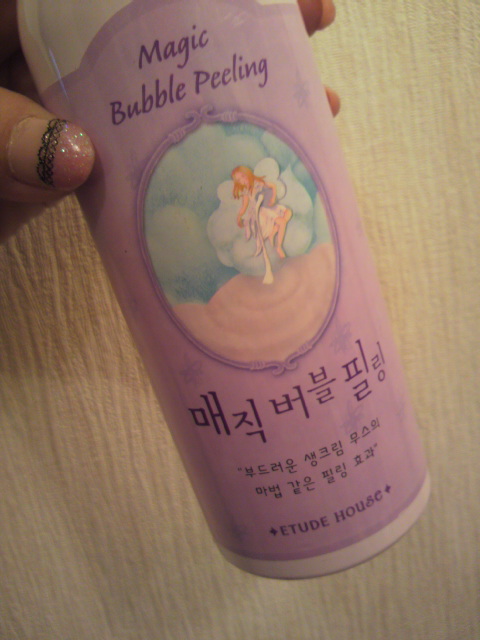 Magic
Bubble Peeling
매직 버블 필링
"부드러운 생크림 무스의
마법 같은 필링 효과"
ETUDE HOUSE